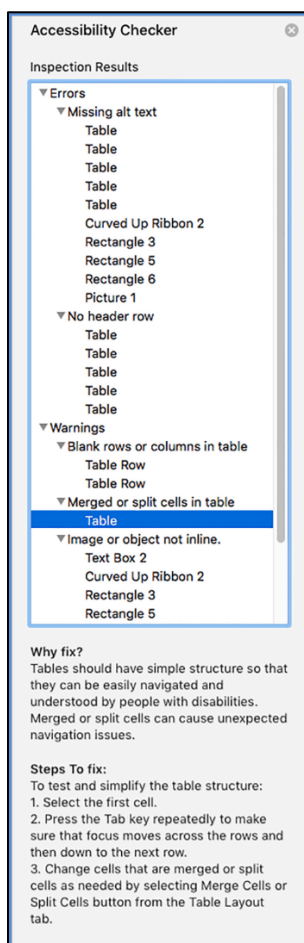 Accessibility Checker
Inspection Results
Errors
Missing alt text
Table
Table
Table
Table
Table
Curved Up Ribbon 2
Rectangle 3
Rectangle 5
Rectangle 6
Picture 1
No header row
Table
Table
Table
Table
Table
Warnings
Blank rows or columns in table
Table Row
Table Row
Merged or split cells in table
Table
Image or object not inline.
Text Box 2
Curved Up Ribbon 2
Rectangle 3
Rectangle 5
Why fix?
Tables should have simple structure so that
they can be easily navigated and
understood by people with disabilities.
Merged or split cells can cause unexpected
navigation issues.
Steps To fix:
To test and simplify the table structure:
1. Select the first cell.
2. Press the Tab key repeatedly to make
sure that focus moves across the rows and
then down to the next row.
3. Change cells that are merged or split
cells as needed by selecting Merge Cells or
Split Cells button from the Table Layout
tab.